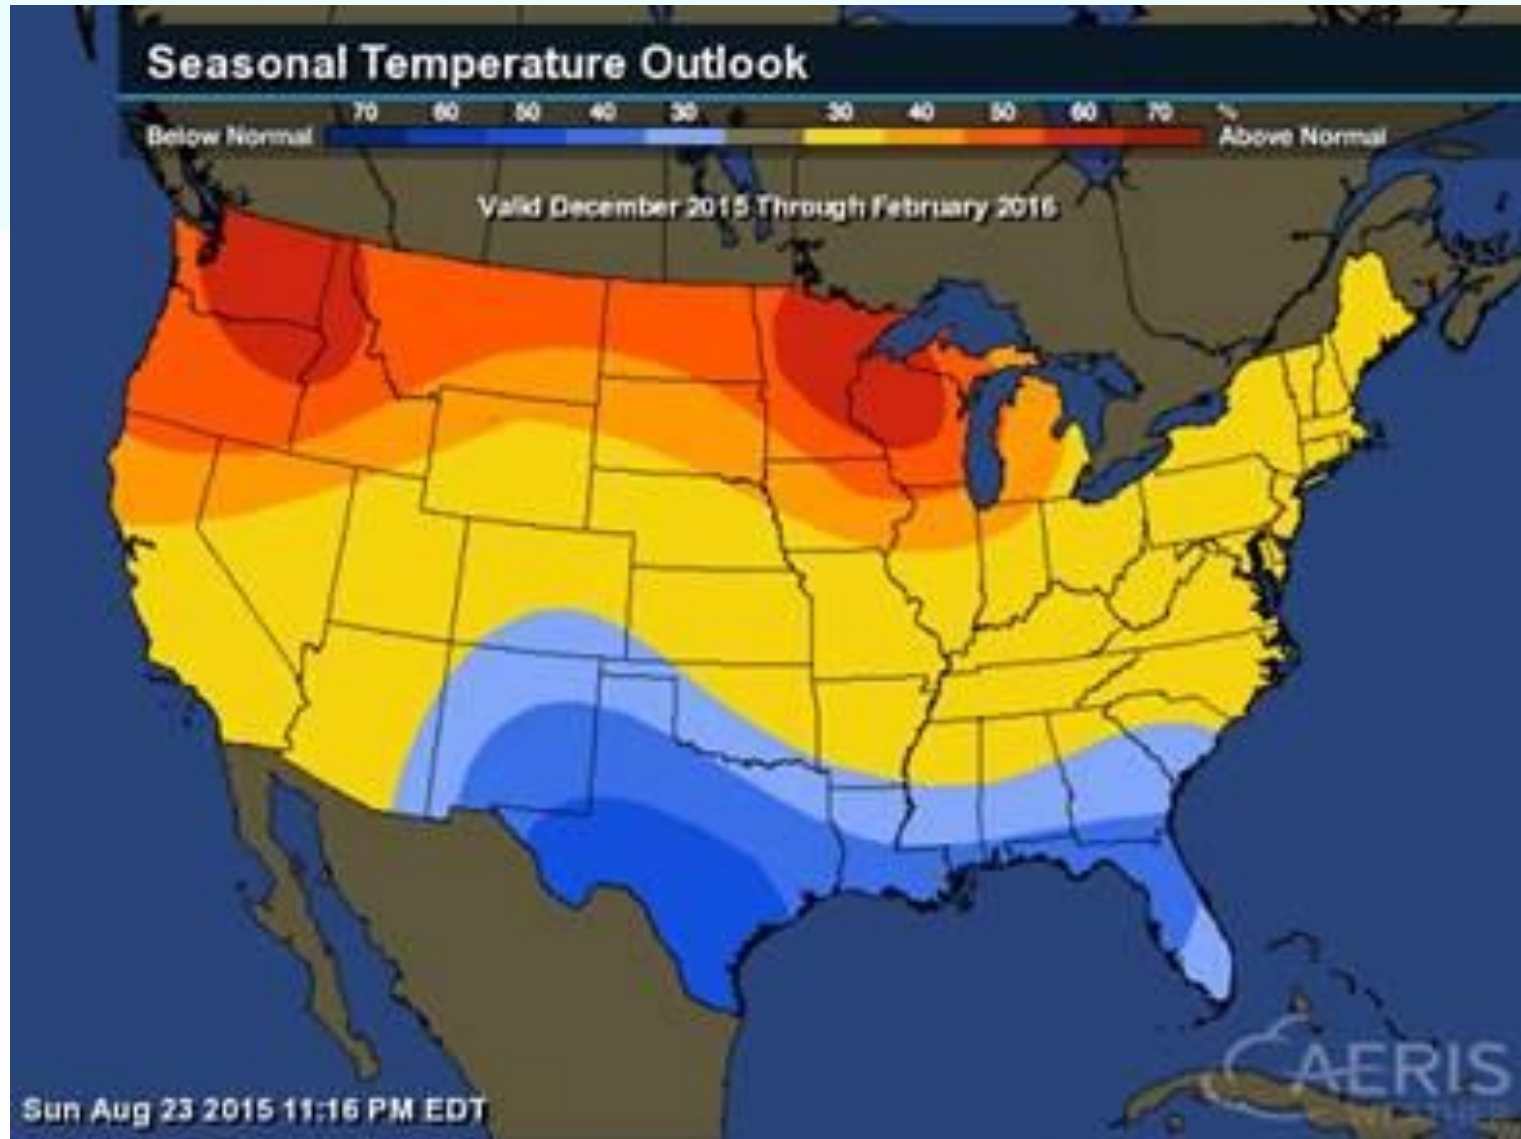 Seasonal Temperature Outlook
70 60 50 40 30 30 40 50 60 70 %
Below Normal Above Normal
Valid December 2015 Through February 2016
Sun Aug 23 2015 11:16 PM EDT
AERIS
WEATHER